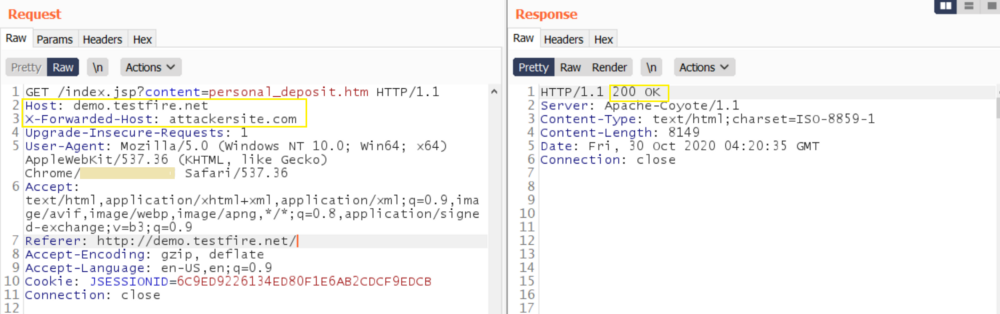 Request
Raw Params Headers Hex
Pretty Raw \n Actions
1 GET /index.jsp?content=personal_deposit.htm HTTP/1.1
2 Host: demo.testfire.net
3 X-Forwarded-Host: attackersite.com
4 Upgrade-Insecure-Requests: 1
5 User-Agent: Mozilla/5.0 (Windows NT 10.0; Win64; x64)
AppleWebKit/537.36 (KHTML, like Gecko)
Chrome/ Safari/537.36
6 Accept:
text/html,application/xhtml+xml,application/xml;q=0.9,ima
ge/avif,image/webp,image/apng,*/*;q=0.8,application/signe
d-exchange;v=b3;q=0.9
7 Referer: http://demo.testfire.net/
8 Accept-Encoding: gzip, deflate
9 Accept-Language: en-US,en;q=0.9
10 Cookie: JSESSIONID=6C9ED9226134ED80F1E6AB2CDCF9EDCB
11 Connection: close
12
Response
Raw Headers Hex
Pretty Raw Render \n Actions
1 HTTP/1.1 200 OK
2 Server: Apache-Coyote/1.1
3 Content-Type: text/html;charset=ISO-8859-1
4 Content-Length: 8149
5 Date: Fri, 30 Oct 2020 04:20:35 GMT
6 Connection: close
7
8
9
10
11
12
13
14
15
16
17